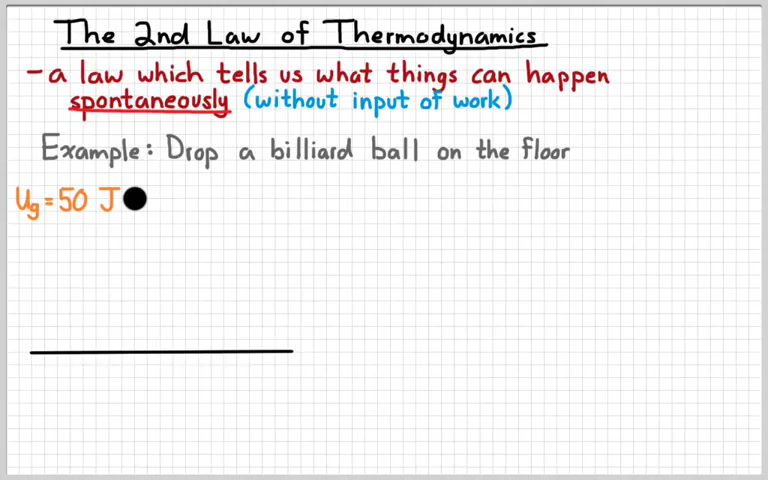 The 2nd Law of Thermodynamics
- a law which tells us what things can happen
spontaneously (without input of work)
Example: Drop a billiard ball on the floor
Ug = 50 J